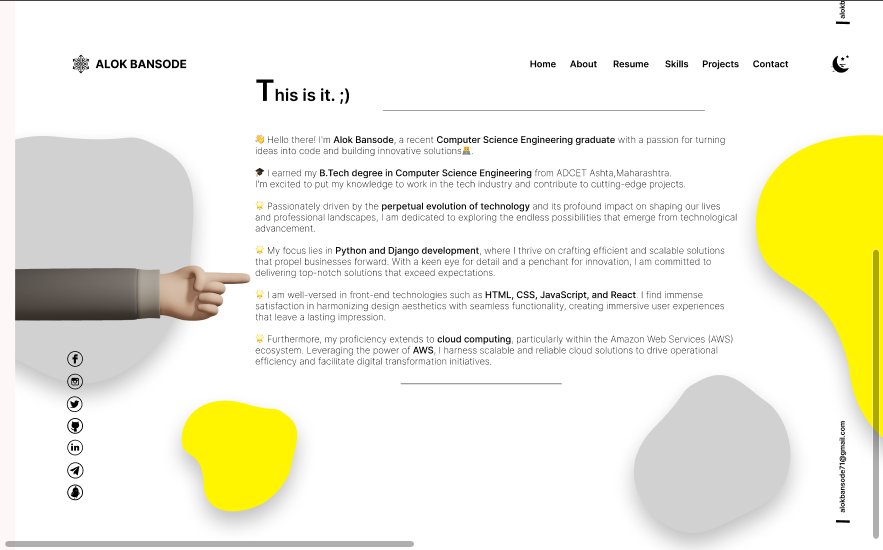 alokb
ALOK BANSODE
Home About Resume Skills Projects Contact
This is it. ;)
👋 Hello there! I'm Alok Bansode, a recent Computer Science Engineering graduate with a passion for turning
ideas into code and building innovative solutions👨‍💻.
🎓 I earned my B.Tech degree in Computer Science Engineering from ADCET Ashta,Maharashtra.
I'm excited to put my knowledge to work in the tech industry and contribute to cutting-edge projects.
Passionately driven by the perpetual evolution of technology and its profound impact on shaping our lives
and professional landscapes, I am dedicated to exploring the endless possibilities that emerge from technological
advancement.
My focus lies in Python and Django development, where I thrive on crafting efficient and scalable solutions
that propel businesses forward. With a keen eye for detail and a penchant for innovation, I am committed to
delivering top-notch solutions that exceed expectations.
I am well-versed in front-end technologies such as HTML, CSS, JavaScript, and React. I find immense
satisfaction in harmonizing design aesthetics with seamless functionality, creating immersive user experiences
that leave a lasting impression.
Furthermore, my proficiency extends to cloud computing, particularly within the Amazon Web Services (AWS)
ecosystem. Leveraging the power of AWS, I harness scalable and reliable cloud solutions to drive operational
efficiency and facilitate digital transformation initiatives.
alokbansode71@gmail.com